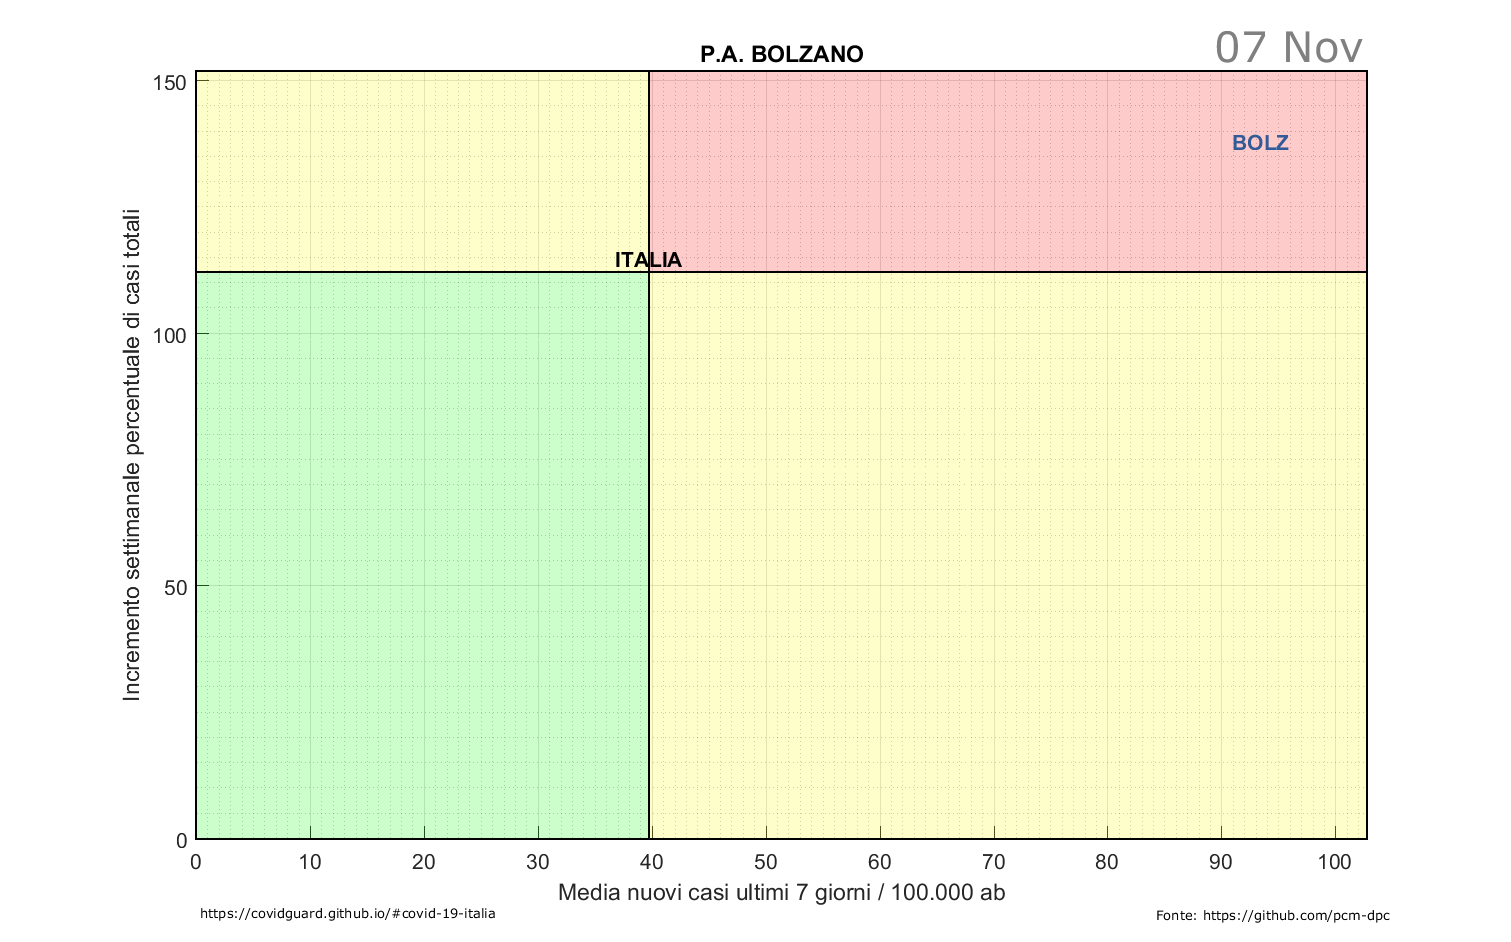 P.A. BOLZANO
07 Nov
150
BOLZ
ITALIA
100
50
0
Incremento settimanale percentuale di casi totali
0 10 20 30 40 50 60 70 80 90 100
Media nuovi casi ultimi 7 giorni / 100.000 ab
https://covidguard.github.io/#covid-19-italia
Fonte: https://github.com/pcm-dpc